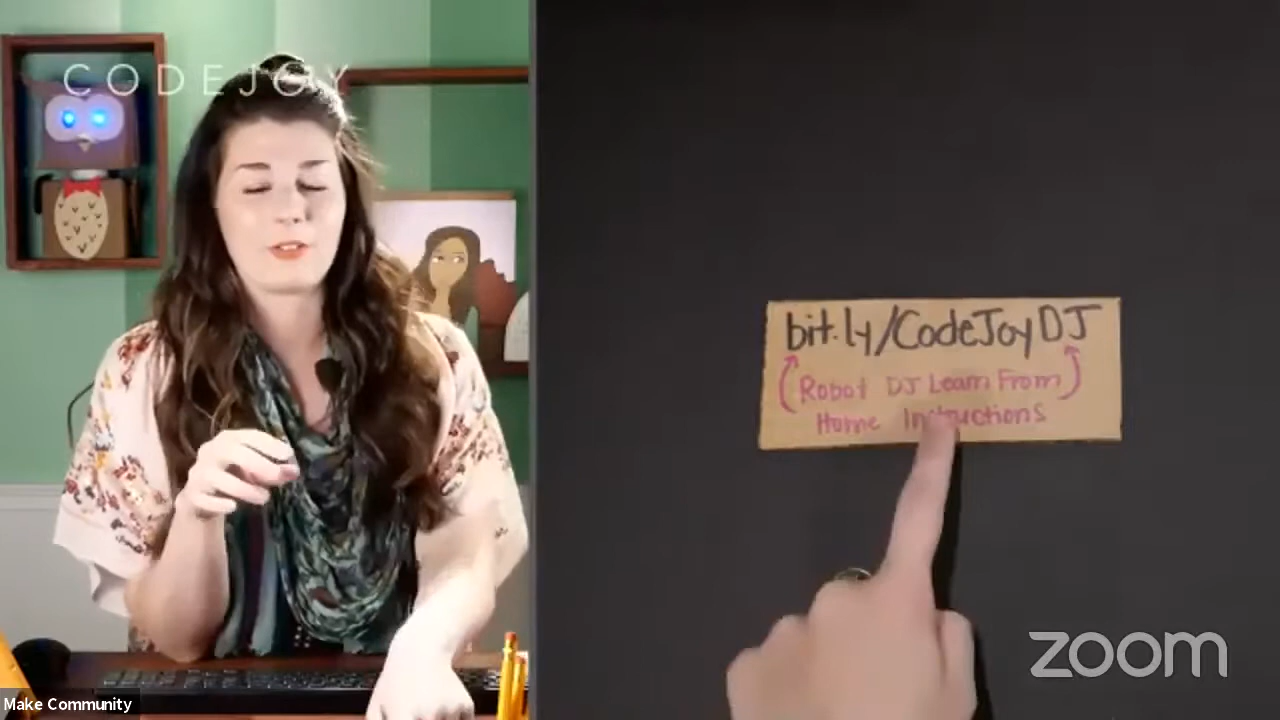 CODEJOY
bit.ly/CodeJoyDJ
(Robot DJ Learn From)
Home Instructions
zoom
Make Community